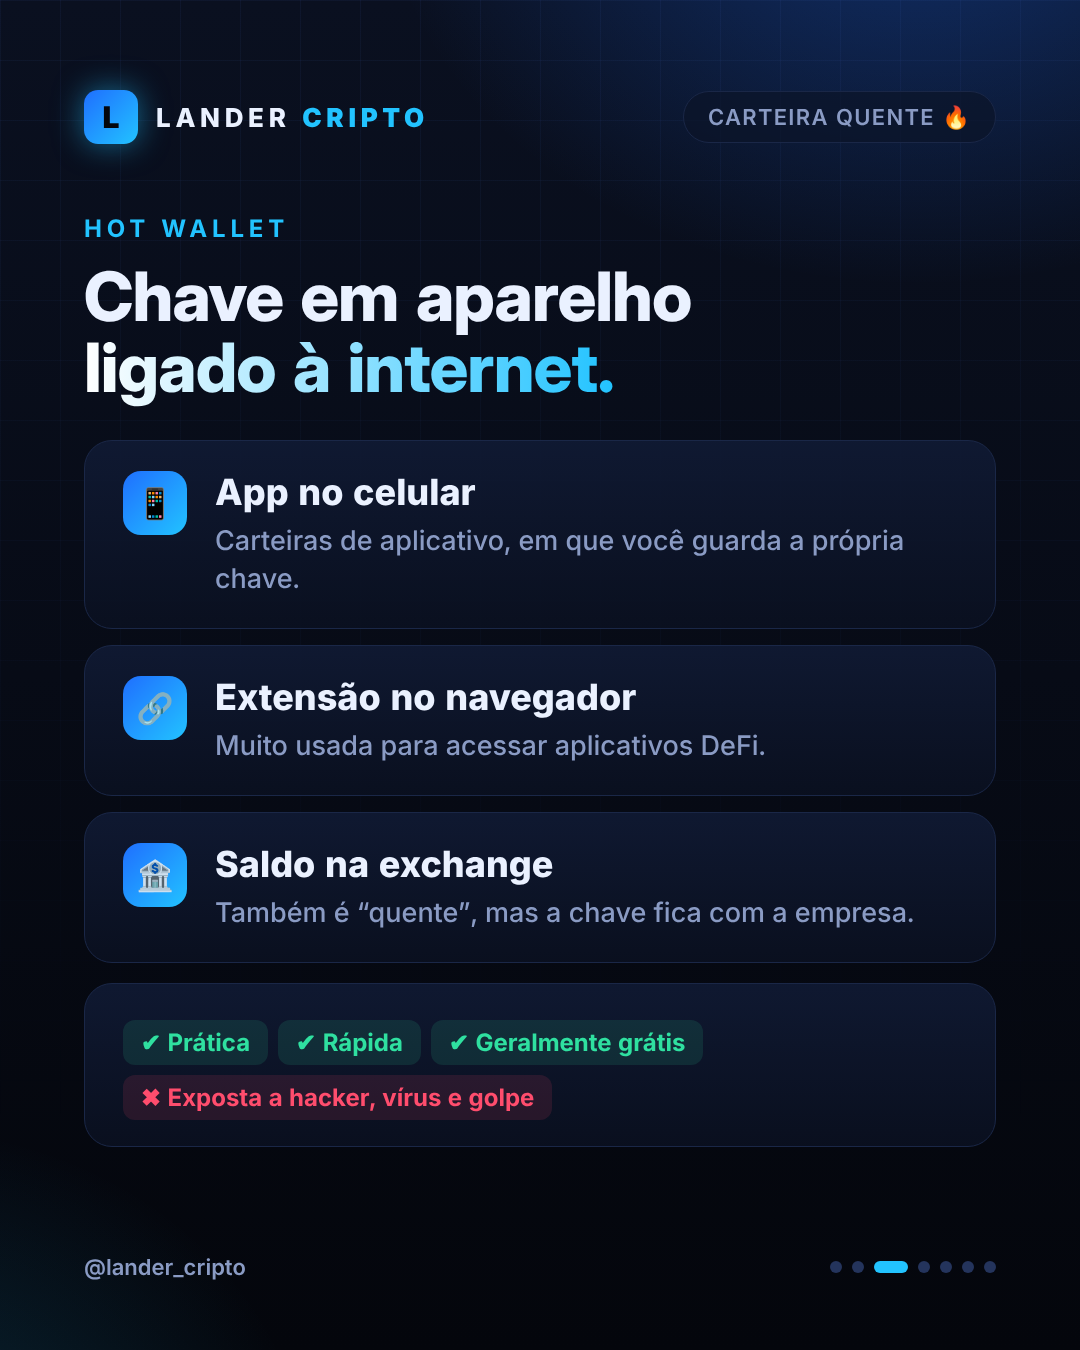 L LANDER CRIPTO
CARTEIRA QUENTE 🔥
HOT WALLET
Chave em aparelho
ligado à internet.
App no celular
Carteiras de aplicativo, em que você guarda a própria
chave.
Extensão no navegador
Muito usada para acessar aplicativos DeFi.
Saldo na exchange
Também é “quente”, mas a chave fica com a empresa.
✔ Prática ✔ Rápida ✔ Geralmente grátis
✖ Exposta a hacker, vírus e golpe
@lander_cripto